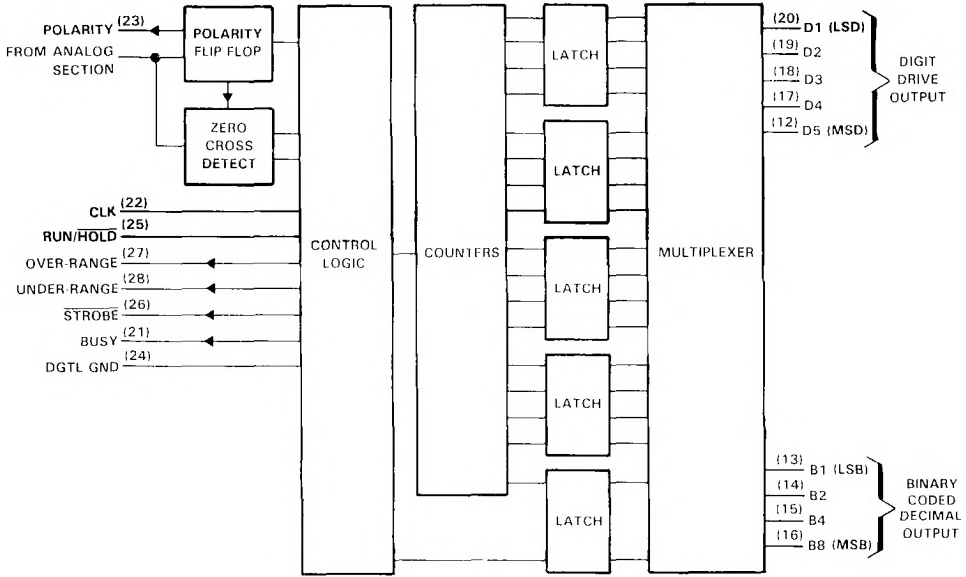 POLARITY (23)
FROM ANALOG
SECTION
POLARITY
FLIP FLOP
ZERO
CROSS
DETECT
CLK (22)
RUN/HOLD (25)
OVER-RANGE (27)
UNDER-RANGE (28)
STROBE (26)
BUSY (21)
DGTL GND (24)
CONTROL
LOGIC
COUNTERS
LATCH
LATCH
LATCH
LATCH
LATCH
MULTIPLEXER
(20) D1 (LSD)
(19) D2
(18) D3
(17) D4
(12) D5 (MSD)
DIGIT
DRIVE
OUTPUT
(13) B1 (LSB)
(14) B2
(15) B4
(16) B8 (MSB)
BINARY
CODED
DECIMAL
OUTPUT